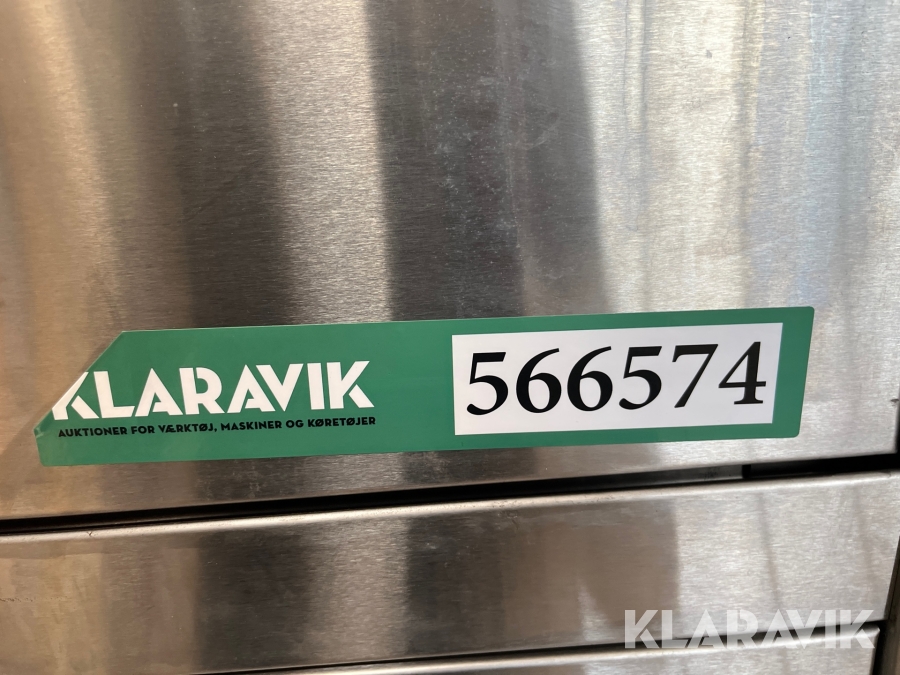 KLARAVIK
AUKTIONER FOR VÆRKTØJ, MASKINER OG KØRETØJER
566574
KLARAVIK